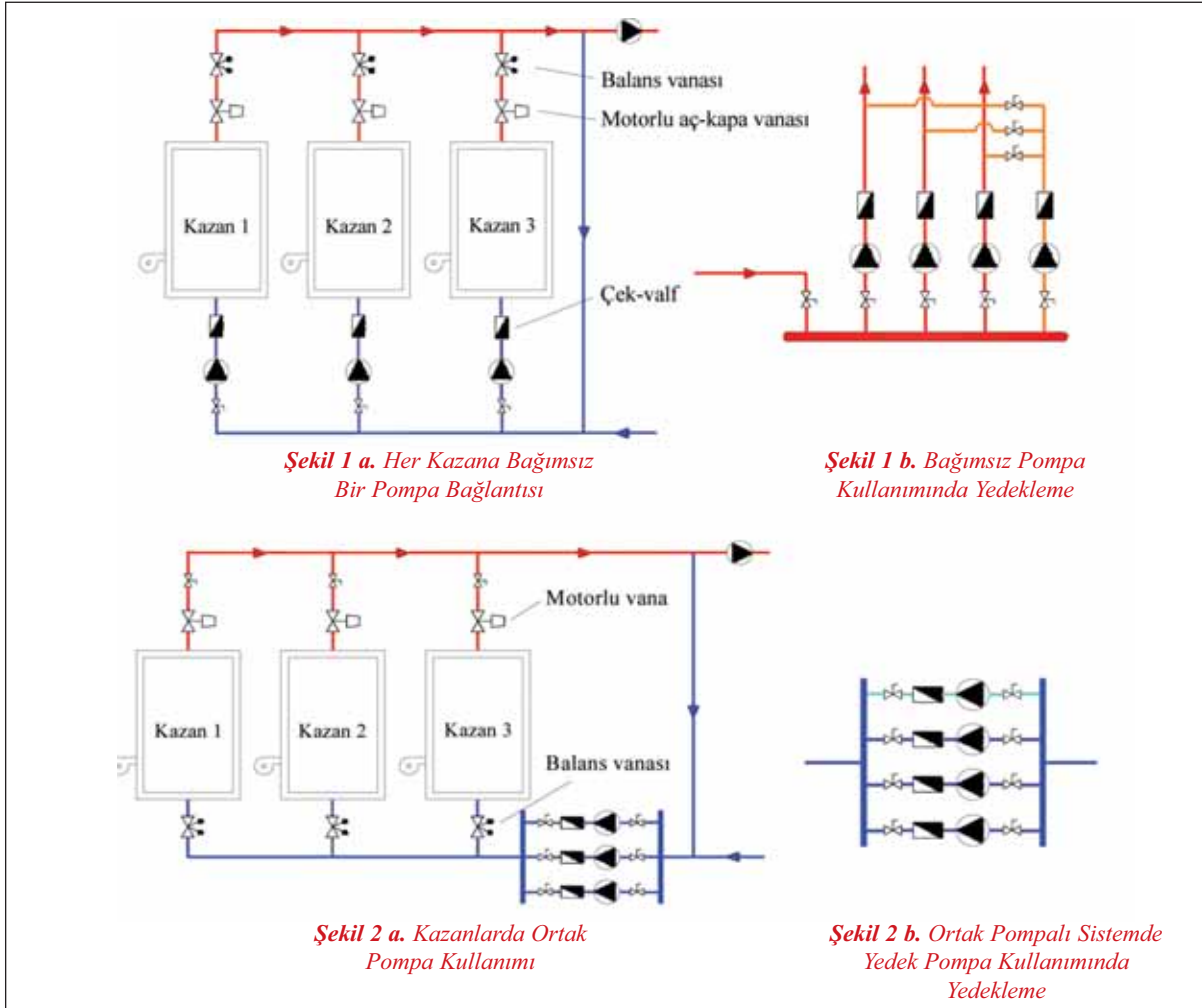 Balans vanası
Motorlu aç-kapa vanası
Kazan 1
Kazan 2
Kazan 3
Çek-valf
Şekil 1 a. Her Kazana Bağımsız
Bir Pompa Bağlantısı
Şekil 1 b. Bağımsız Pompa
Kullanımında Yedekleme
Motorlu vana
Kazan 1
Kazan 2
Kazan 3
Balans vanası
Şekil 2 a. Kazanlarda Ortak
Pompa Kullanımı
Şekil 2 b. Ortak Pompalı Sistemde
Yedek Pompa Kullanımında
Yedekleme